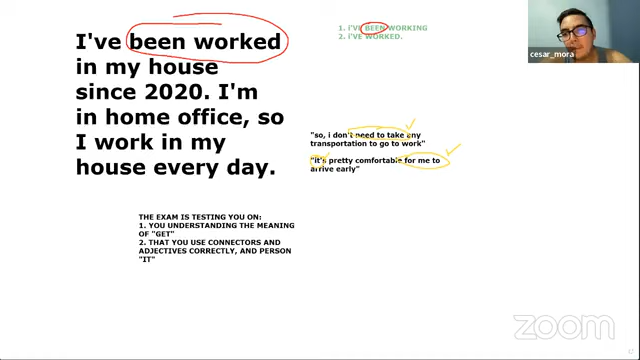 I've been worked
in my house
since 2020. I'm
in home office, so
I work in my
house every day.
1. i'VE BEEN WORKING
2. i'VE WORKED.
cesar_mora
"so, i don't need to take any
transportation to go to work"
"it's pretty comfortable for me to
arrive early"
THE EXAM IS TESTING YOU ON:
1. YOU UNDERSTANDING THE MEANING
OF "GET"
2. THAT YOU USE CONNECTORS AND
ADJECTIVES CORRECTLY, AND PERSON
"IT"
zoom